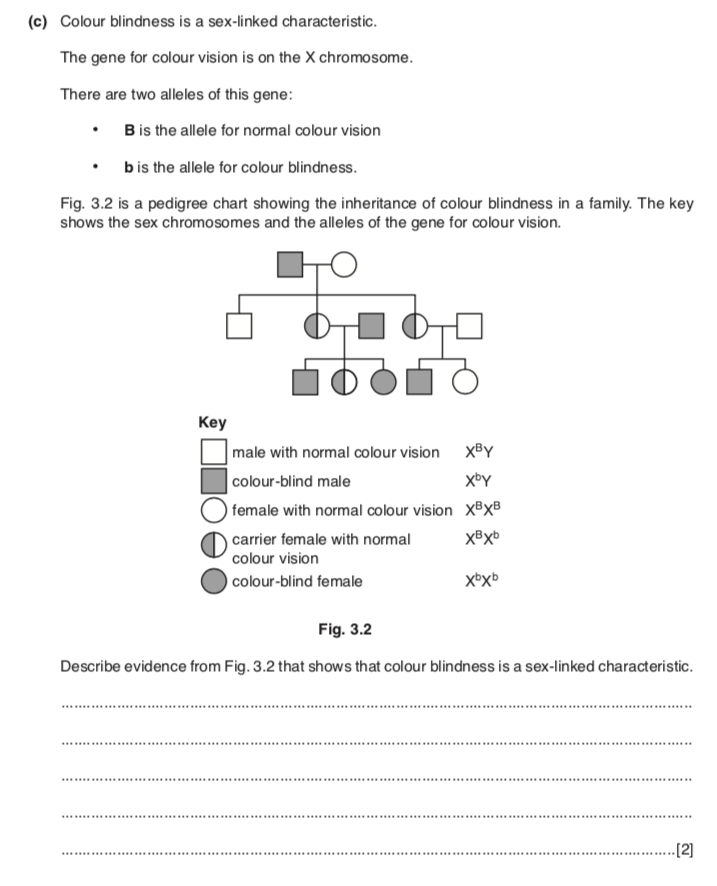 (c) Colour blindness is a sex-linked characteristic.
The gene for colour vision is on the X chromosome.
There are two alleles of this gene:
• B is the allele for normal colour vision
• b is the allele for colour blindness.
Fig. 3.2 is a pedigree chart showing the inheritance of colour blindness in a family. The key
shows the sex chromosomes and the alleles of the gene for colour vision.
Key
male with normal colour vision XᴮY
colour-blind male XᵇY
female with normal colour vision XᴮXᴮ
carrier female with normal XᴮXᵇ
colour vision
colour-blind female XᵇXᵇ
Fig. 3.2
Describe evidence from Fig. 3.2 that shows that colour blindness is a sex-linked characteristic.
[2]